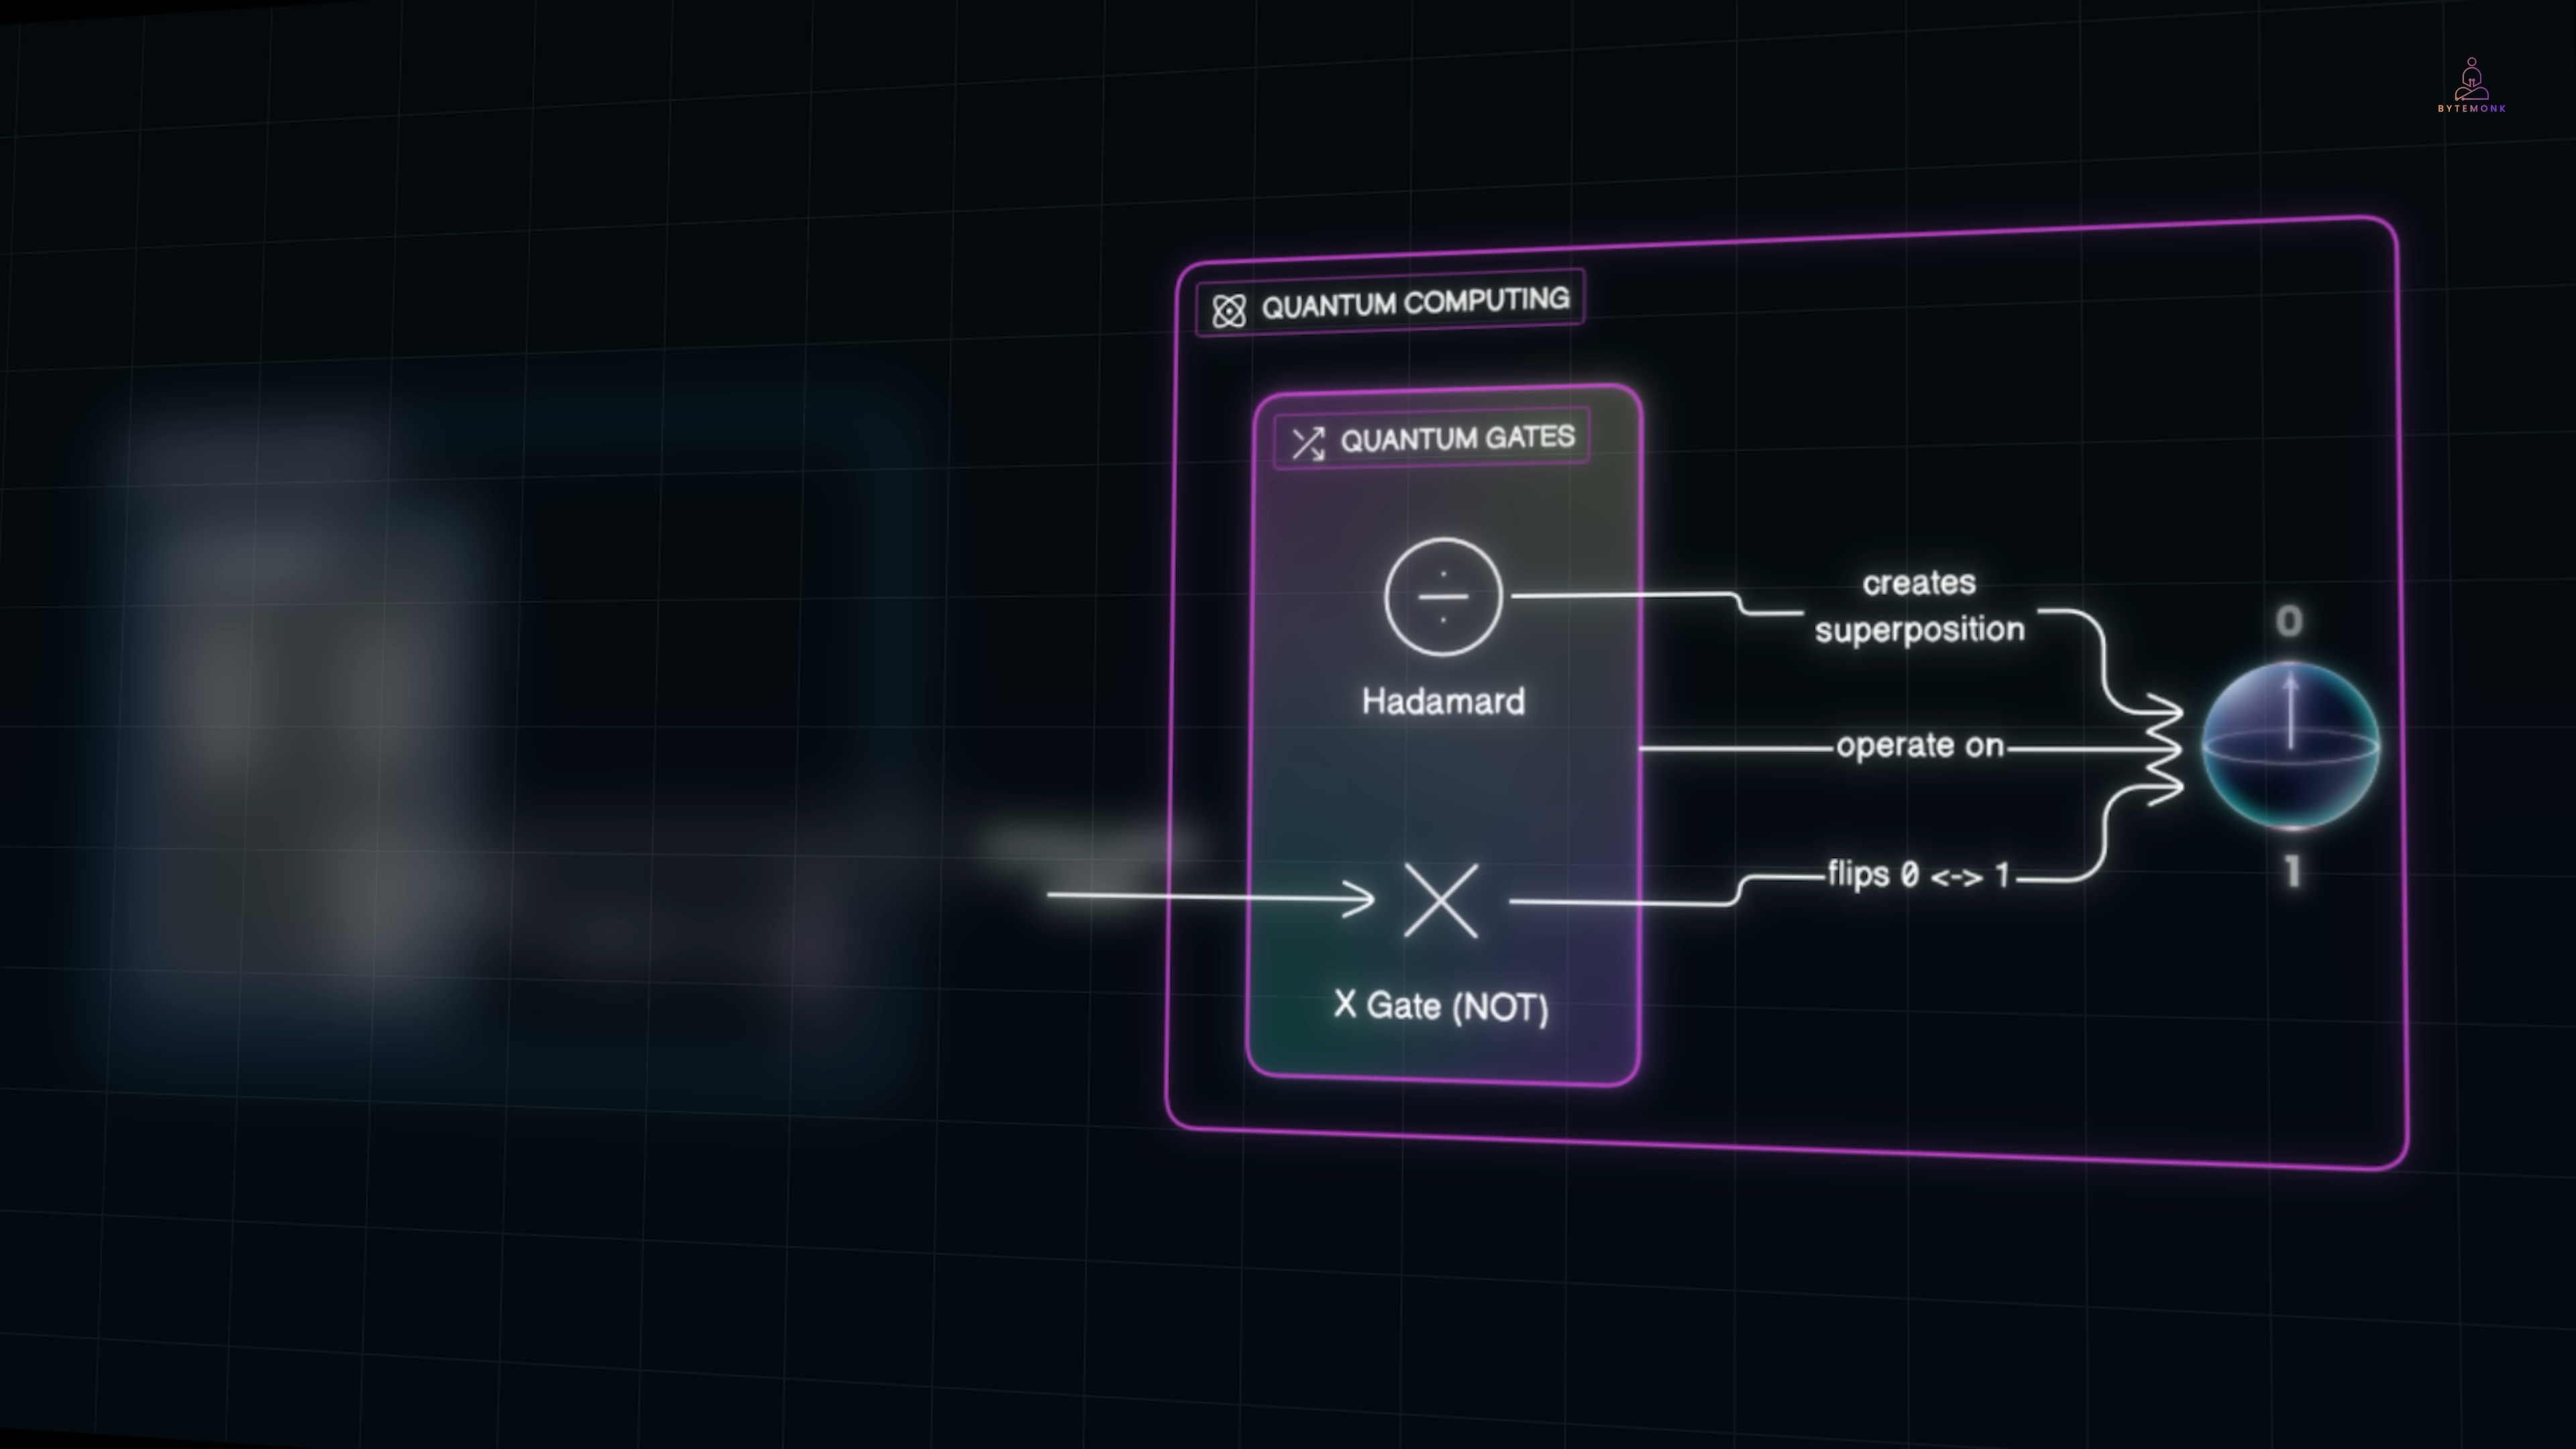 BYTEMONK
QUANTUM COMPUTING
QUANTUM GATES
Hadamard
creates
superposition
0
operate on
flips 0 <-> 1
1
X Gate (NOT)